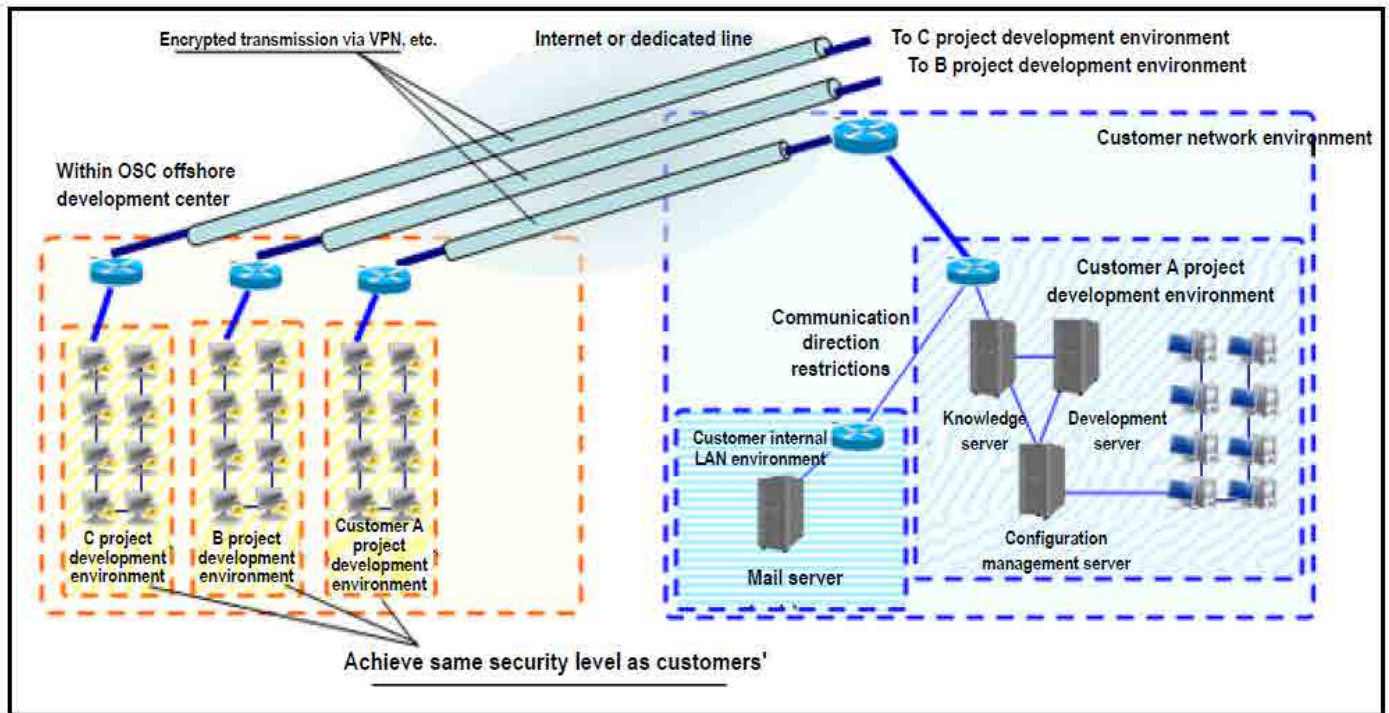 Encrypted transmission via VPN, etc.
Internet or dedicated line
To C project development environment
To B project development environment
Customer network environment
Within OSC offshore
development center
Customer A project
development environment
Communication
direction
restrictions
Knowledge
server
Development
server
Customer internal
LAN environment
Configuration
management server
Mail server
C project
development
environment
B project
development
environment
Customer A
project
development
environment
Achieve same security level as customers'